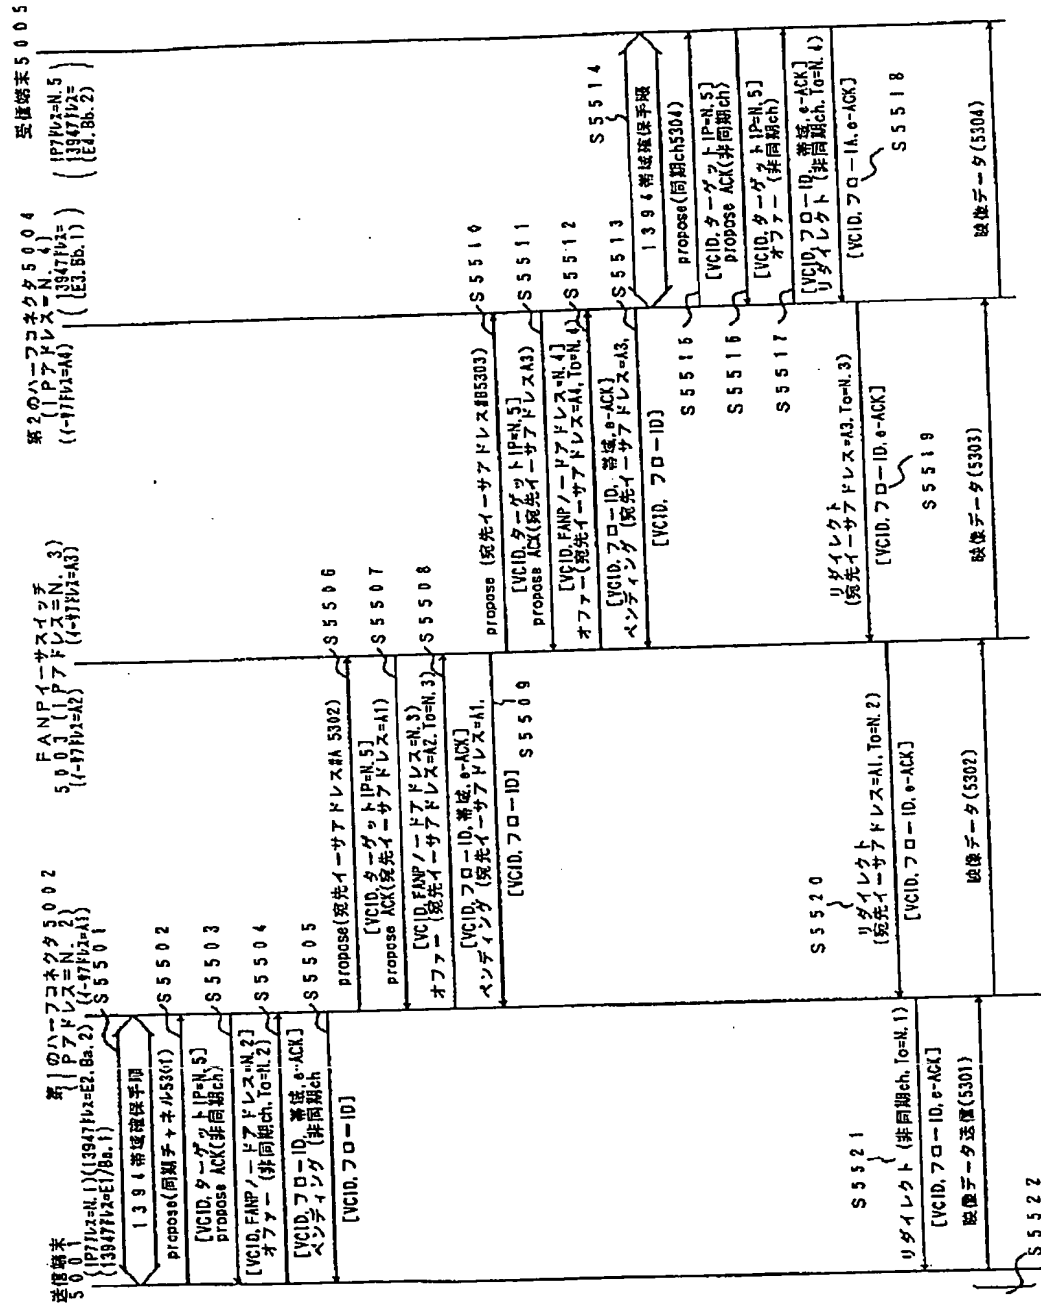 送信端末
5001
(IPアドレス=N.1)
(1394アドレス=E1/Ba.1)
第1のハーフコネクタ5002
(IPアドレス=N.2)
(1394アドレス=E2.Ba.2)
(イーサアドレス=A1)
FANPイーサスイッチ
5003(IPアドレス=N.3)
(イーサアドレス=A2)
(イーサアドレス=A3)
第2のハーフコネクタ5004
(IPアドレス=N.4)
(イーサアドレス=A4)
(1394アドレス=
(E3.Bb.1))
受信端末5005
(IPアドレス=N.5
1394アドレス=
(E4.Bb.2))
S5501
1394帯域確保手順
S5502
propose(同期チャネル5301)
[VCID,ターゲットIP=N.5]
S5503
propose ACK(非同期ch)
[VCID,FANPノードアドレス=N.2]
S5504
オファー(非同期ch,To=N.2)
[VCID,フローID,帯域,e-ACK]
S5505
ペンディング(非同期ch
[VCID,フローID]
S5506
propose(宛先イーサアドレス#A 5302)
[VCID,ターゲットIP=N.5]
S5507
propose ACK(宛先イーサアドレス=A1)
[VCID,FANPノードアドレス=N.3)
S5508
オファー(宛先イーサアドレス=A2,To=N.3)
[VCID,フローID,帯域,e-ACK]
ペンディング(宛先イーサアドレス=A1,
[VCID,フローID]
S5509
S5510
propose(宛先イーサアドレス#B5303)
[VCID,ターゲットIP=N.5]
S5511
propose ACK(宛先イーサアドレスA3)
[VCID,FANPノードアドレス=N.4]
S5512
オファー(宛先イーサアドレス=A4,To=N.4)
[VCID,フローID,帯域,e-ACK]
S5513
ペンディング(宛先イーサアドレス=A3,
[VCID,フローID]
S5514
1394帯域確保手順
propose(同期ch5304)
S5515
[VCID,ターゲットIP=N.5]
propose ACK(非同期ch)
S5516
[VCID,ターゲットIP=N.5]
オファー(非同期ch)
S5517
[VCID,フローID,帯域,e-ACK]
リダイレクト(非同期ch,To=N.4)
[VCID,フローIA,e-ACK]
S5518
リダイレクト
(宛先イーサアドレス=A3,To=N.3)
[VCID,フローID,e-ACK]
S5519
S5520
リダイレクト
(宛先イーサアドレス=A1,To=N.2)
[VCID,フローID,e-ACK]
S5521
リダイレクト(非同期ch,To=N.1)
[VCID,フローID,e-ACK]
映像データ送信(5301)
映像データ(5302)
映像データ(5303)
映像データ(5304)
S5522